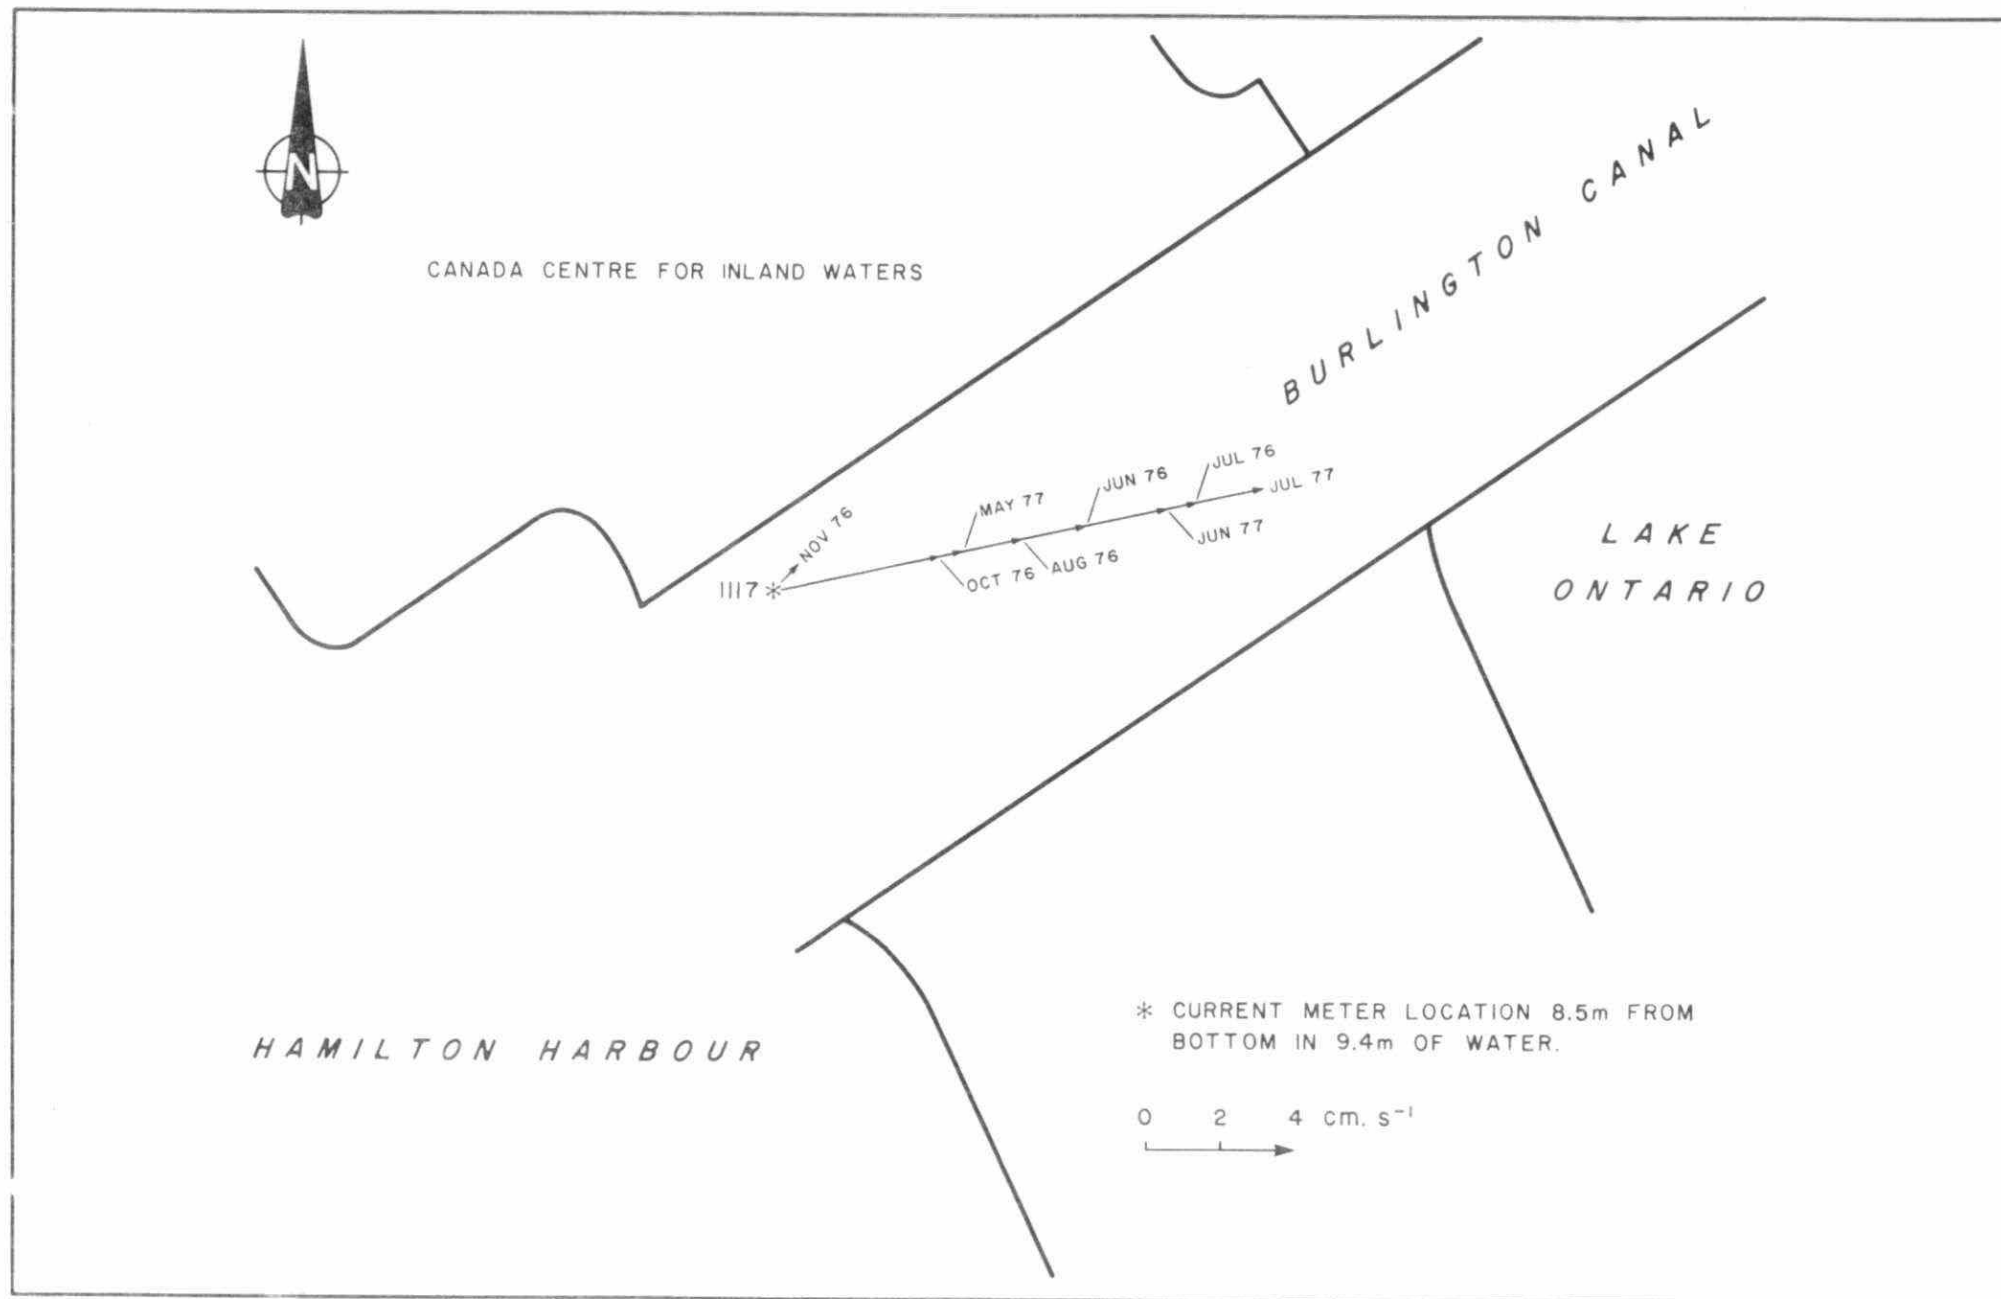 N
CANADA CENTRE FOR INLAND WATERS
BURLINGTON CANAL
JUL 76
JUN 76
JUL 77
MAY 77
NOV 76
JUN 77
AUG 76
OCT 76
1117 *
LAKE
ONTARIO
HAMILTON HARBOUR
* CURRENT METER LOCATION 8.5m FROM
BOTTOM IN 9.4m OF WATER.
0 2 4 cm. s⁻¹